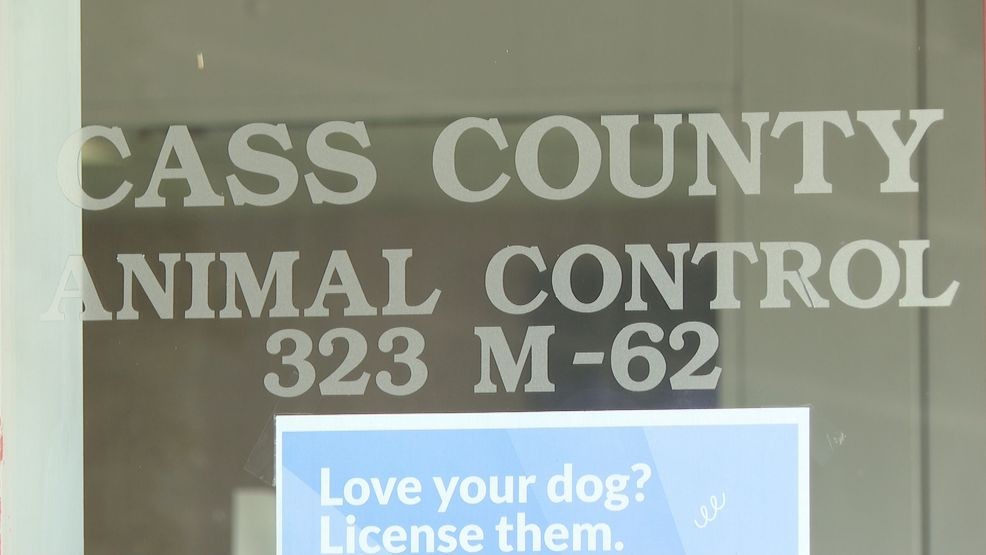 CASS COUNTY
ANIMAL CONTROL
323 M-62
Love your dog?
License them.